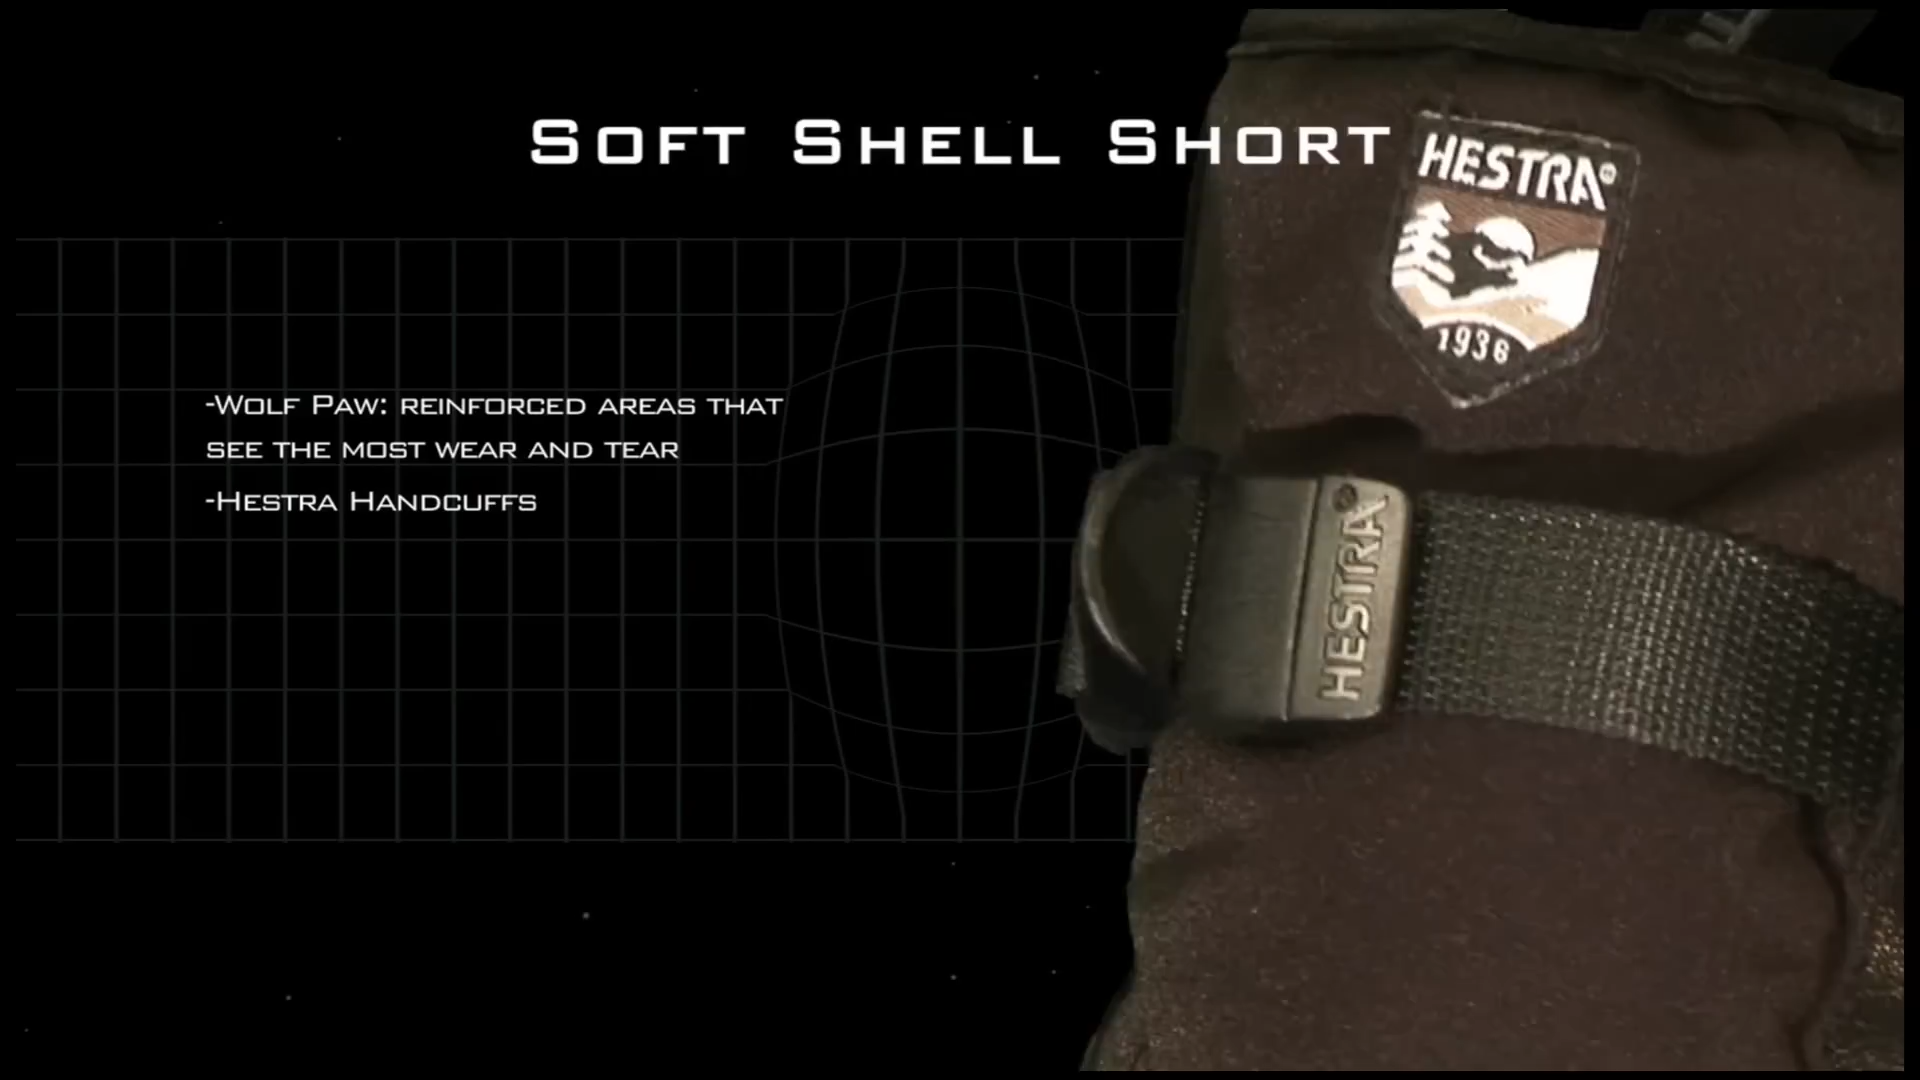 Soft Shell Short
HESTRA®
1936
-Wolf Paw: reinforced areas that
see the most wear and tear
-Hestra Handcuffs
HESTRA®